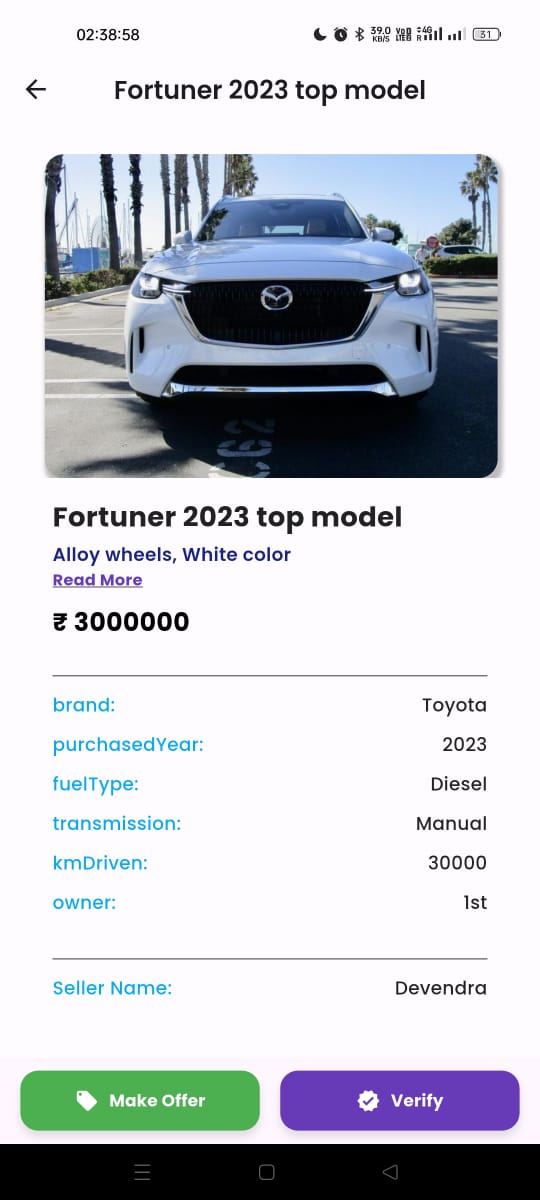 02:38:58
39.0 KB/S
Vo9 LTE
4G R
31
Fortuner 2023 top model
C62
Fortuner 2023 top model
Alloy wheels, White color
Read More
₹ 3000000
brand: Toyota
purchasedYear: 2023
fuelType: Diesel
transmission: Manual
kmDriven: 30000
owner: 1st
Seller Name: Devendra
Make Offer
Verify